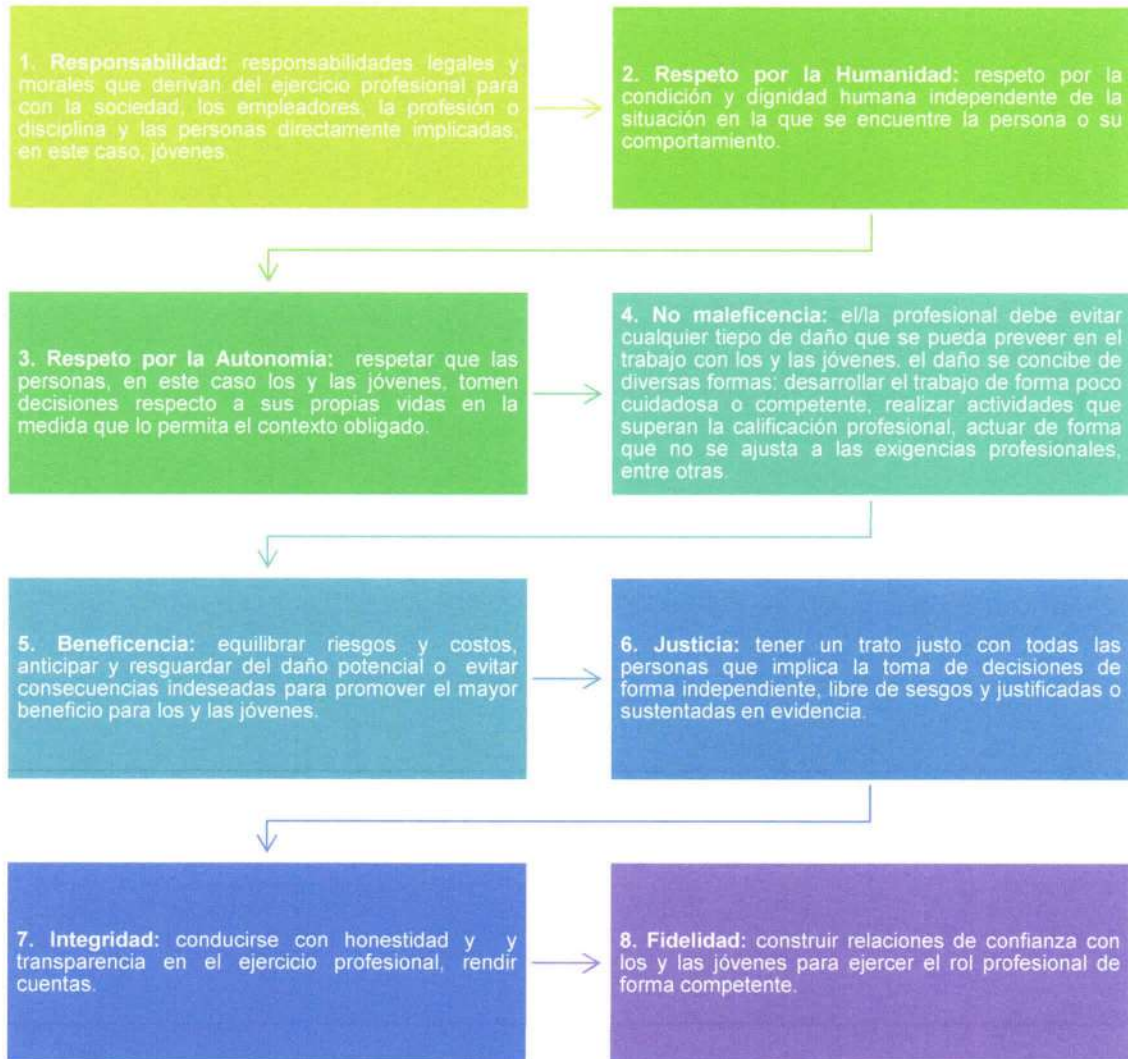 1. Responsabilidad: responsabilidades legales y
morales que derivan del ejercicio profesional para
con la sociedad, los empleadores, la profesión o
disciplina y las personas directamente implicadas,
en este caso, jóvenes.
2. Respeto por la Humanidad: respeto por la
condición y dignidad humana independente de la
situación en la que se encuentre la persona o su
comportamiento.
3. Respeto por la Autonomía: respetar que las
personas, en este caso los y las jóvenes, tomen
decisiones respecto a sus propias vidas en la
medida que lo permita el contexto obligado.
4. No maleficencia: el/la profesional debe evitar
cualquier tiepo de daño que se pueda preveer en el
trabajo con los y las jóvenes, el daño se concibe de
diversas formas: desarrollar el trabajo de forma poco
cuidadosa o competente, realizar actividades que
superan la calificación profesional, actuar de forma
que no se ajusta a las exigencias profesionales,
entre otras.
5. Beneficencia: equilibrar riesgos y costos,
anticipar y resguardar del daño potencial o evitar
consecuencias indeseadas para promover el mayor
beneficio para los y las jóvenes.
6. Justicia: tener un trato justo con todas las
personas que implica la toma de decisiones de
forma independiente, libre de sesgos y justificadas o
sustentadas en evidencia.
7. Integridad: conducirse con honestidad y y
transparencia en el ejercicio profesional, rendir
cuentas.
8. Fidelidad: construir relaciones de confianza con
los y las jóvenes para ejercer el rol profesional de
forma competente.